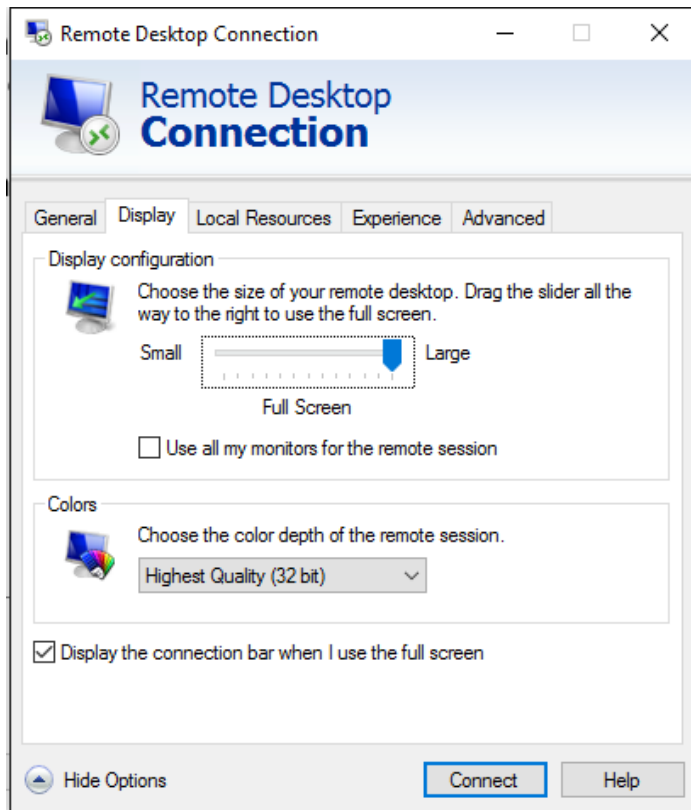 Remote Desktop Connection
Remote Desktop
Connection
General Display Local Resources Experience Advanced
Display configuration
Choose the size of your remote desktop. Drag the slider all the
way to the right to use the full screen.
Small Large
Full Screen
Use all my monitors for the remote session
Colors
Choose the color depth of the remote session.
Highest Quality (32 bit)
Display the connection bar when I use the full screen
Hide Options Connect Help